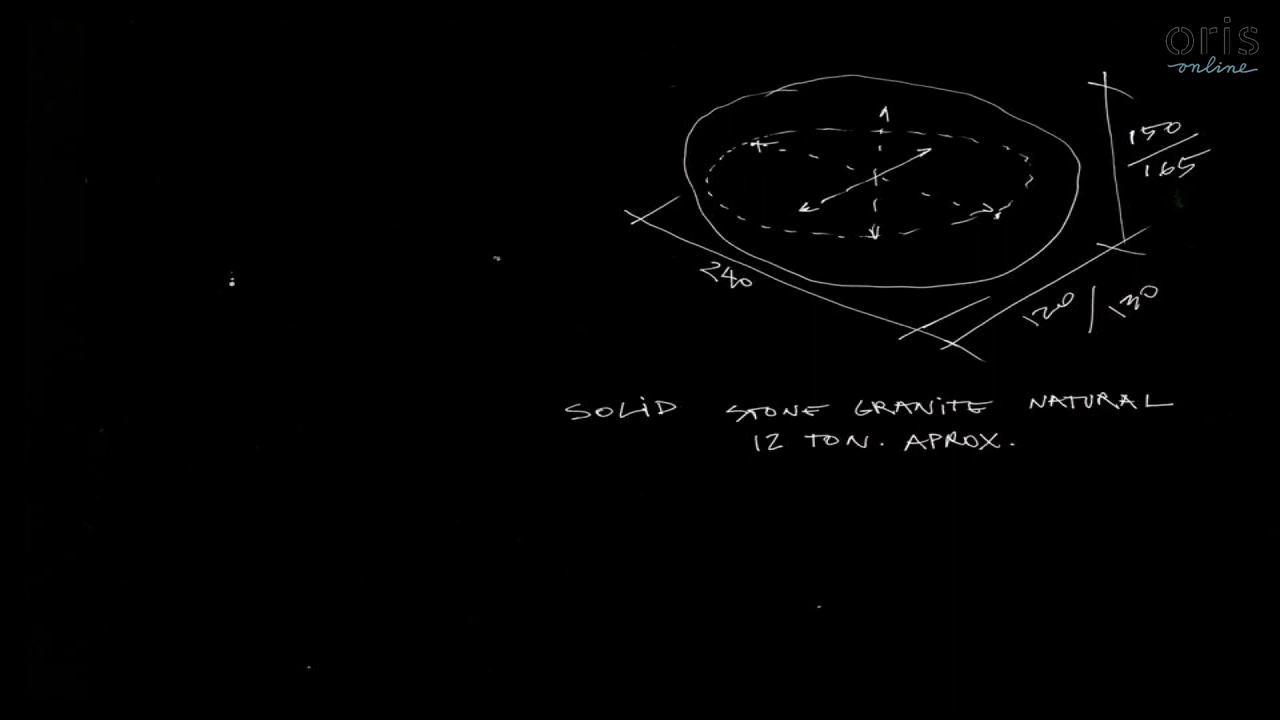 oris
online
150
165
240
120 / 130
SOLID STONE GRANITE NATURAL
12 TON. APROX.